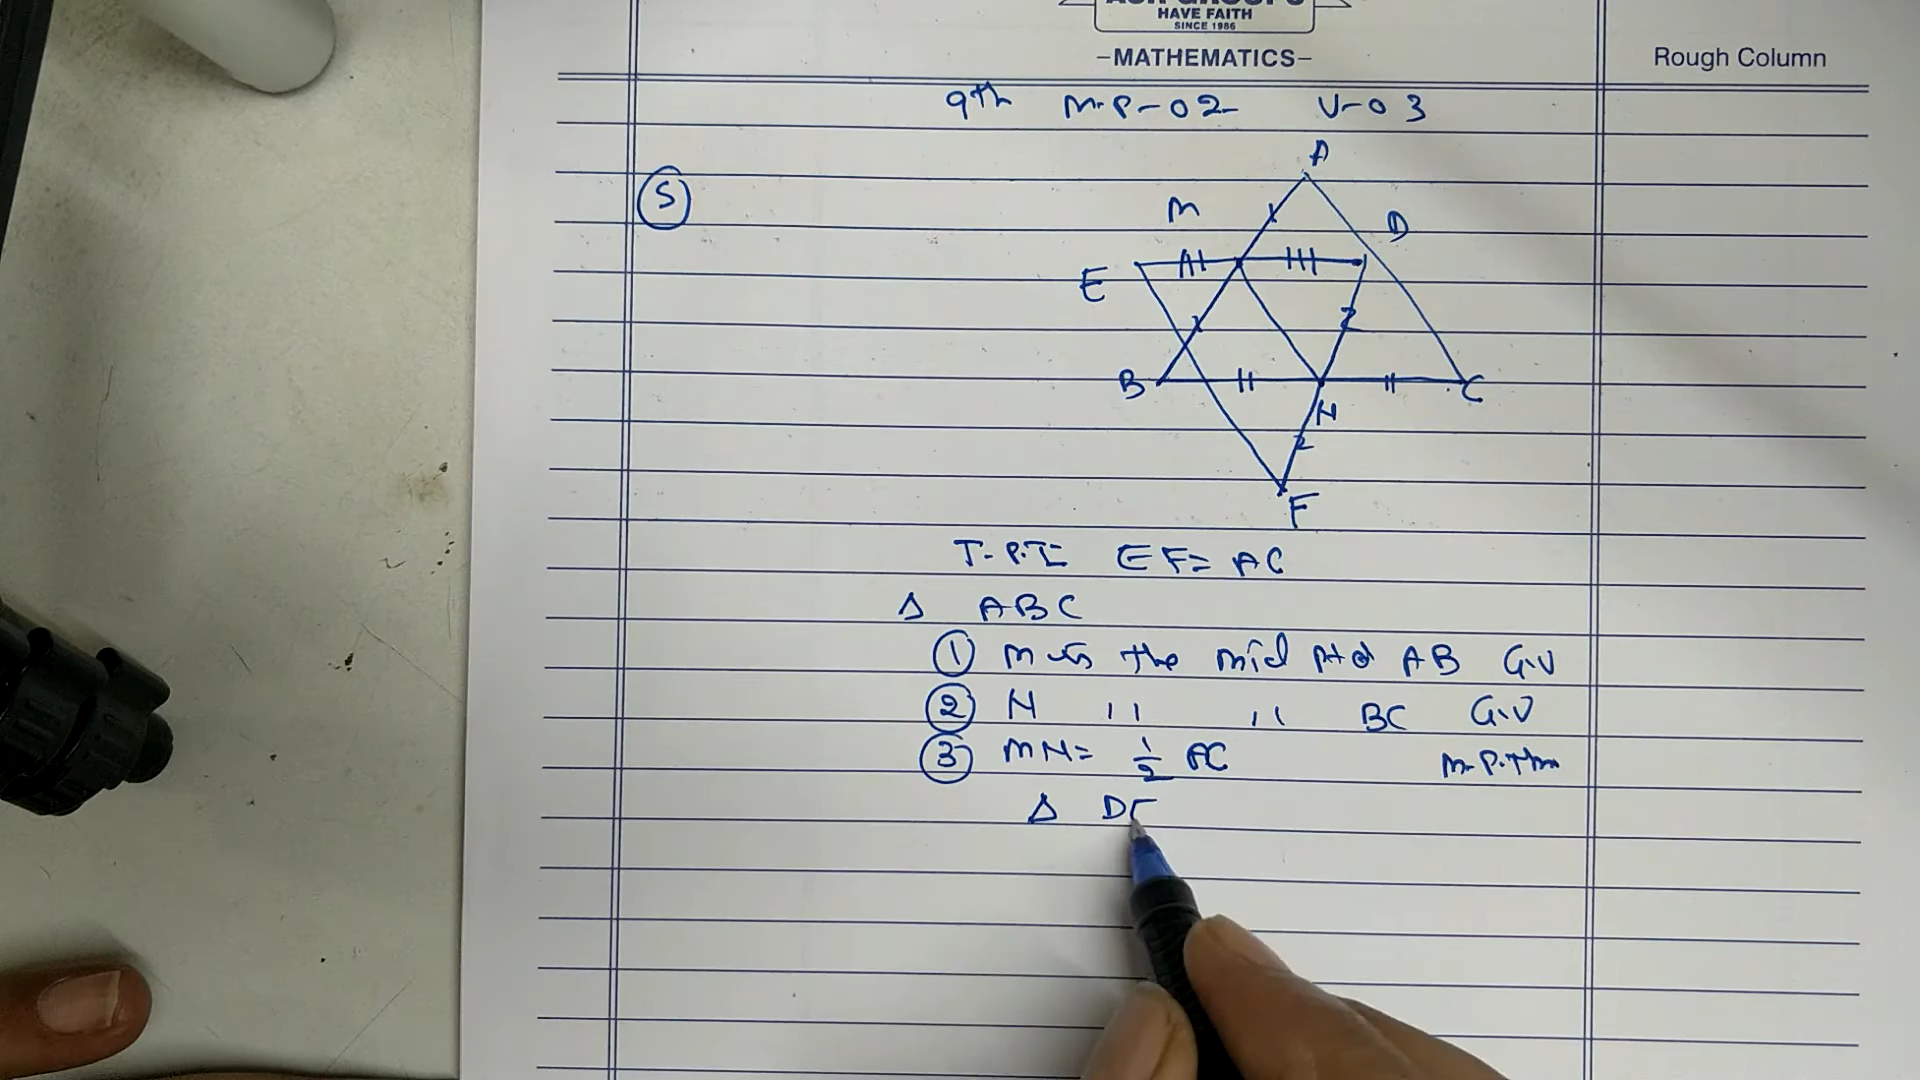 HAVE FAITH
SINCE 1986
-MATHEMATICS-
Rough Column
9th M.P-02 V-03
5
A
M
D
E
B
C
N
F
T.P.T EF= AC
Δ ABC
① M is the mid pt of AB G.V
② N " " BC G.V
③ MN= 1/2 AC M.P.Thm
Δ DE